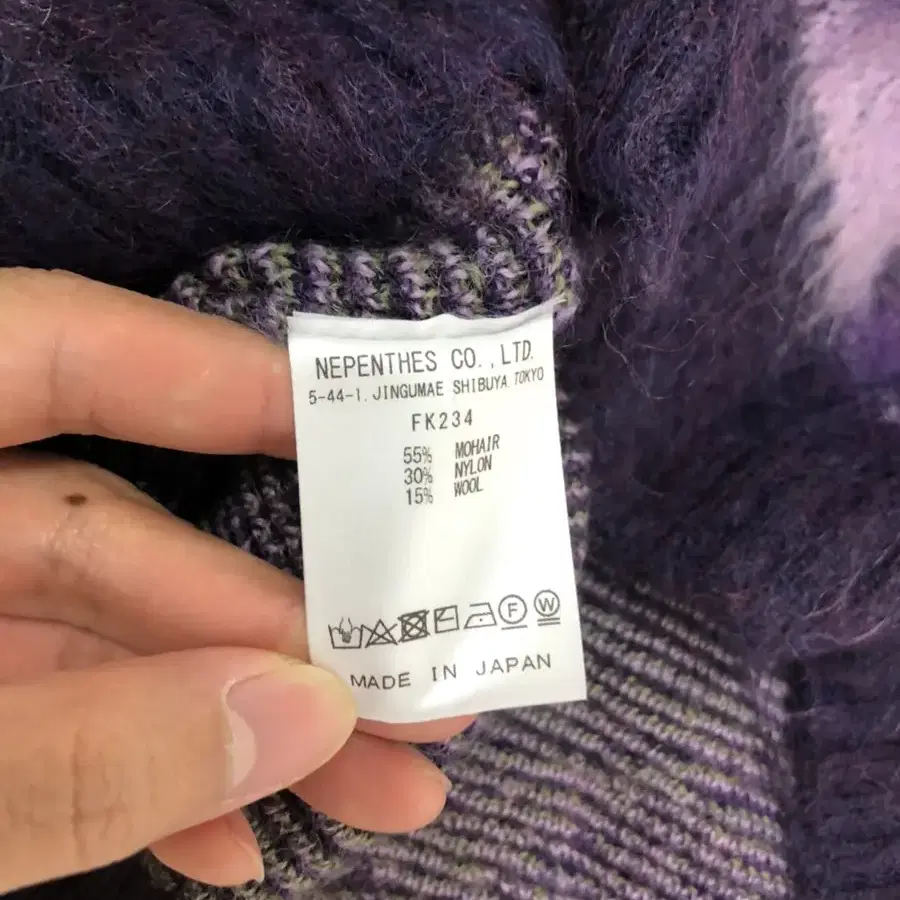 NEPENTHES CO., LTD.
5-44-1, JINGUMAE SHIBUYA TOKYO
FK234
55% MOHAIR
30% NYLON
15% WOOL
F W
MADE IN JAPAN